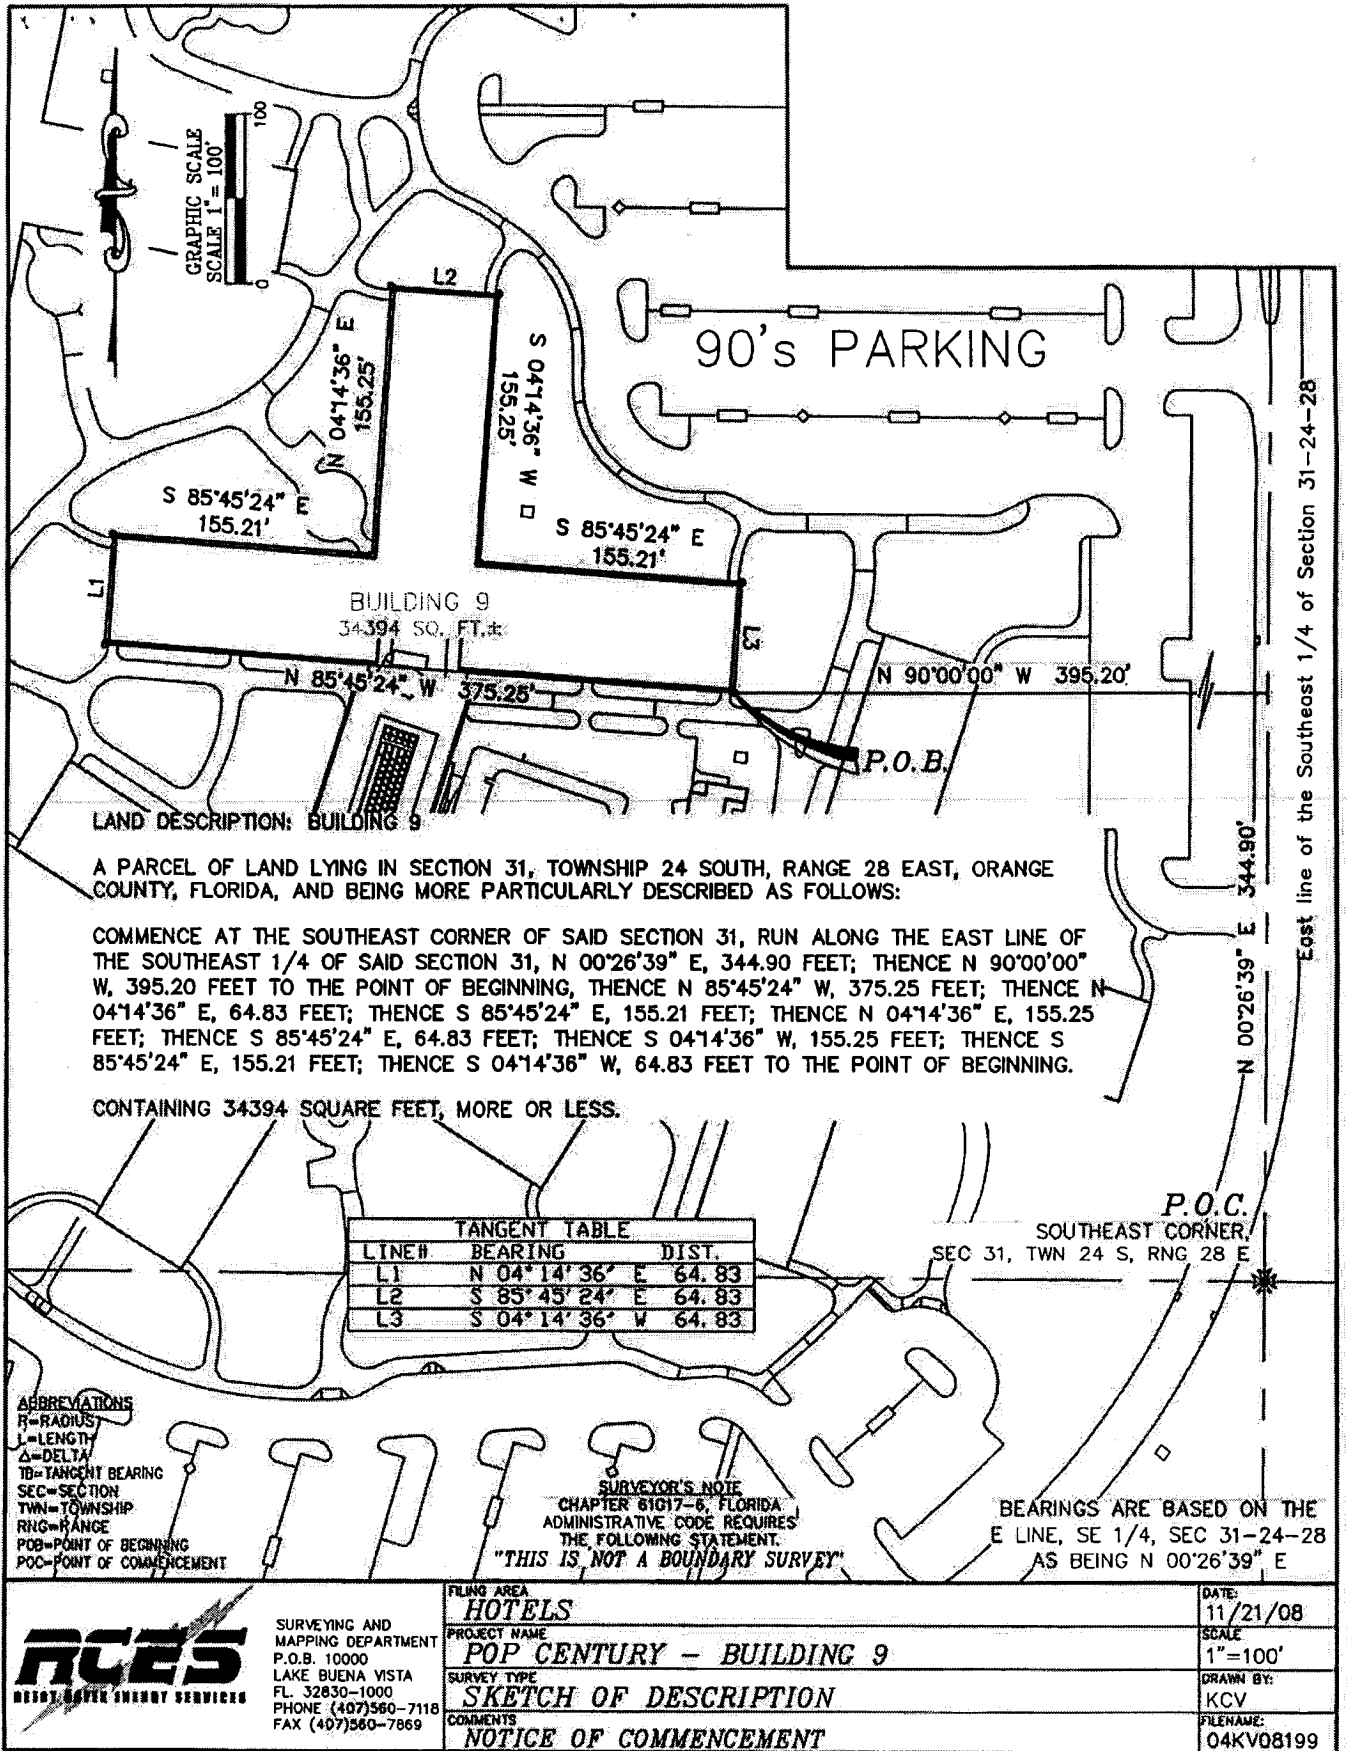 GRAPHIC SCALE
SCALE 1" = 100'
0
100
L2
N 04°14'36" E
155.25'
S 04°14'36" W
155.25'
90's PARKING
S 85°45'24" E
155.21'
S 85°45'24" E
155.21'
L1
L3
BUILDING 9
34394 SQ. FT.±
N 85°45'24" W 375.25'
N 90°00'00" W 395.20'
P.O.B.
East line of the Southeast 1/4 of Section 31-24-28
N 00°26'39" E 344.90'
LAND DESCRIPTION: BUILDING 9
A PARCEL OF LAND LYING IN SECTION 31, TOWNSHIP 24 SOUTH, RANGE 28 EAST, ORANGE
COUNTY, FLORIDA, AND BEING MORE PARTICULARLY DESCRIBED AS FOLLOWS:
COMMENCE AT THE SOUTHEAST CORNER OF SAID SECTION 31, RUN ALONG THE EAST LINE OF
THE SOUTHEAST 1/4 OF SAID SECTION 31, N 00°26'39" E, 344.90 FEET; THENCE N 90°00'00"
W, 395.20 FEET TO THE POINT OF BEGINNING, THENCE N 85°45'24" W, 375.25 FEET; THENCE N
04°14'36" E, 64.83 FEET; THENCE S 85°45'24" E, 155.21 FEET; THENCE N 04°14'36" E, 155.25
FEET; THENCE S 85°45'24" E, 64.83 FEET; THENCE S 04°14'36" W, 155.25 FEET; THENCE S
85°45'24" E, 155.21 FEET; THENCE S 04°14'36" W, 64.83 FEET TO THE POINT OF BEGINNING.
CONTAINING 34394 SQUARE FEET, MORE OR LESS.
P.O.C.
SOUTHEAST CORNER,
SEC 31, TWN 24 S, RNG 28 E
TANGENT TABLE
LINE# BEARING DIST.
L1 N 04°14'36" E 64.83
L2 S 85°45'24" E 64.83
L3 S 04°14'36" W 64.83
ABBREVIATIONS
R=RADIUS
L=LENGTH
Δ=DELTA
TB=TANGENT BEARING
SEC=SECTION
TWN=TOWNSHIP
RNG=RANGE
POB=POINT OF BEGINNING
POC=POINT OF COMMENCEMENT
SURVEYOR'S NOTE
CHAPTER 61G17-6, FLORIDA
ADMINISTRATIVE CODE REQUIRES
THE FOLLOWING STATEMENT.
"THIS IS NOT A BOUNDARY SURVEY"
BEARINGS ARE BASED ON THE
E LINE, SE 1/4, SEC 31-24-28
AS BEING N 00°26'39" E
RCES
REEDY CREEK ENERGY SERVICES
SURVEYING AND
MAPPING DEPARTMENT
P.O.B. 10000
LAKE BUENA VISTA
FL. 32830-1000
PHONE (407)560-7118
FAX (407)560-7869
FILING AREA
HOTELS
PROJECT NAME
POP CENTURY - BUILDING 9
SURVEY TYPE
SKETCH OF DESCRIPTION
COMMENTS
NOTICE OF COMMENCEMENT
DATE:
11/21/08
SCALE
1"=100'
DRAWN BY:
KCV
FILENAME:
04KV08199